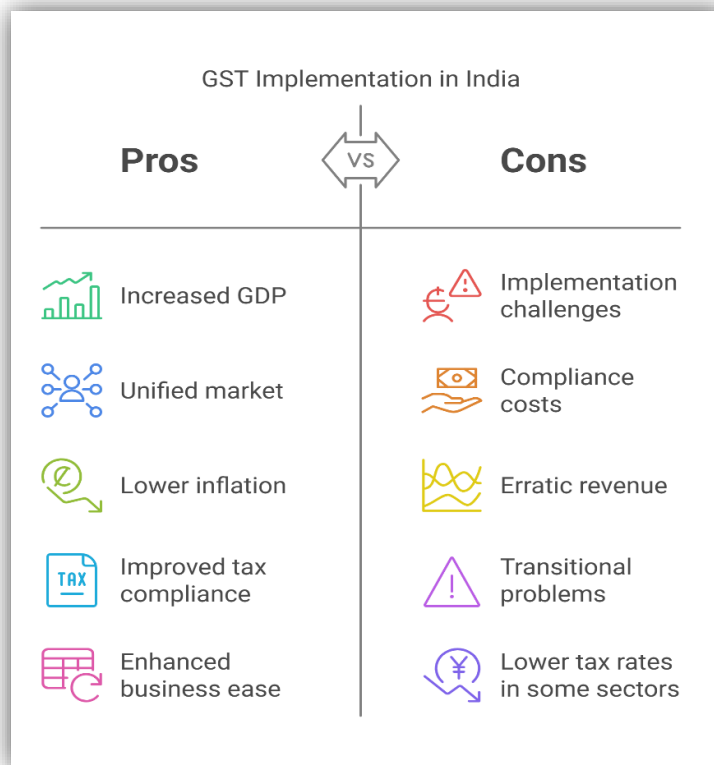 GST Implementation in India
Pros
VS
Cons
Increased GDP
Unified market
Lower inflation
TAX
Improved tax
compliance
Enhanced
business ease
Implementation
challenges
Compliance
costs
Erratic revenue
Transitional
problems
Lower tax rates
in some sectors